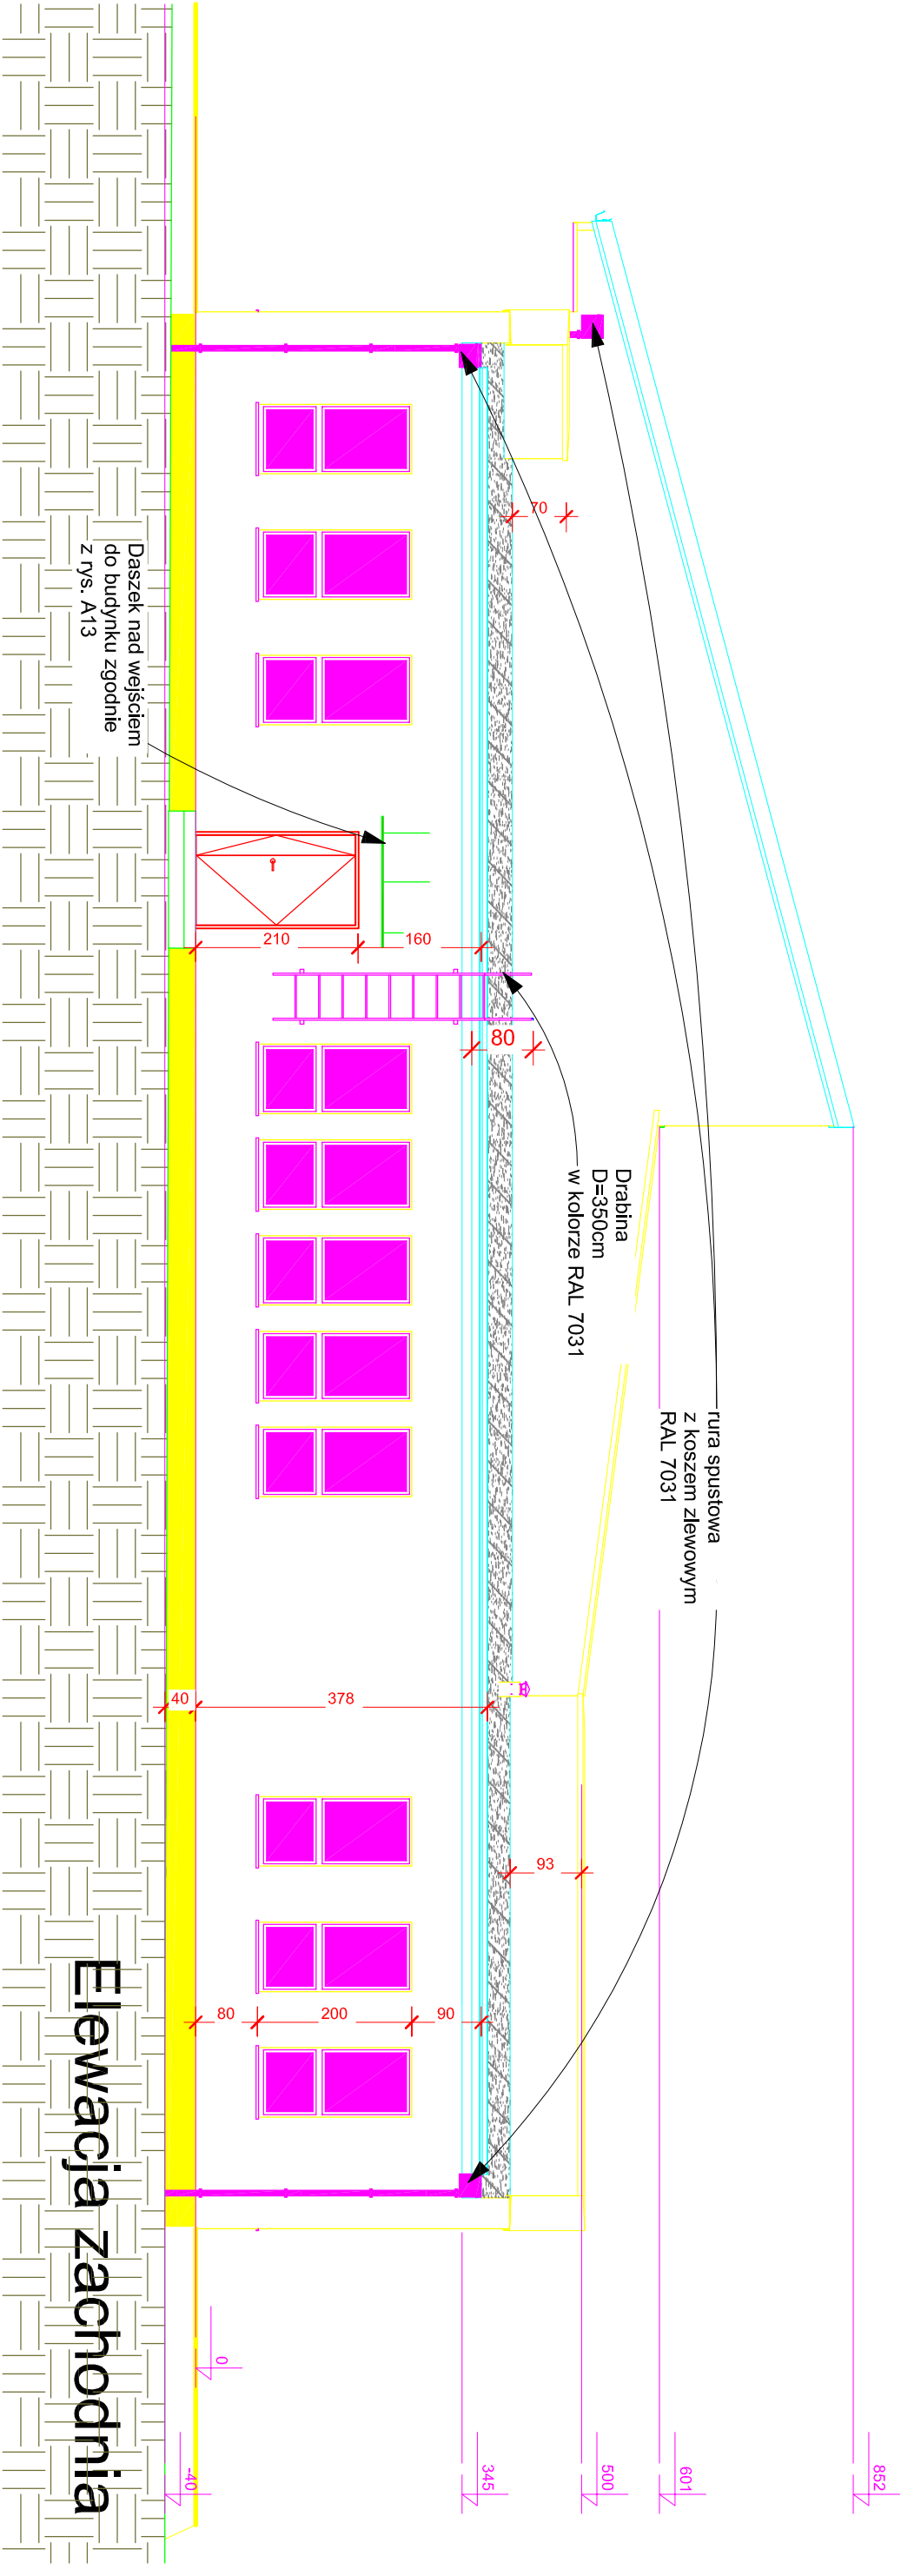 852
601
500
345
0
-40
rura spustowa
z koszem zlewowym
RAL 7031
Drabina
D=350cm
w kolorze RAL 7031
70
80
210
160
93
40
378
80
200
90
Daszek nad wejściem
do budynku zgodnie
z rys. A13
Elewacja zachodnia